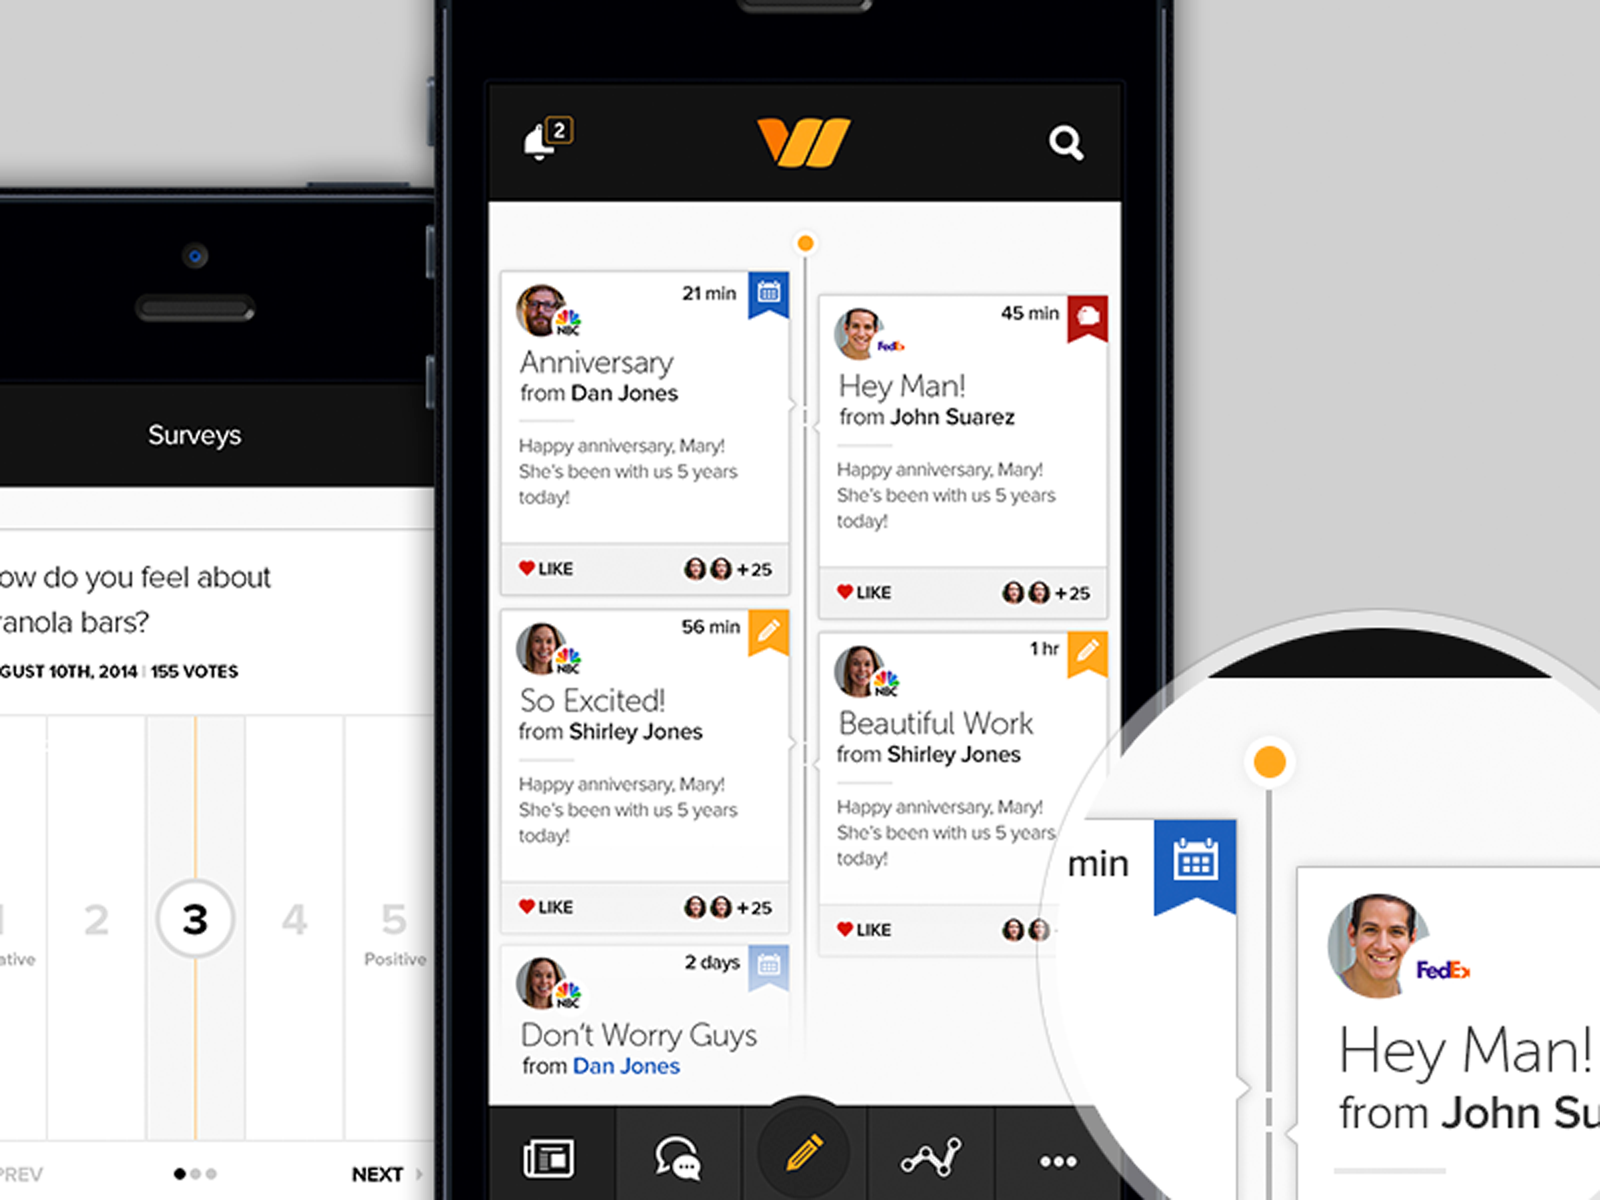 Surveys
ow do you feel about
ranola bars?
GUST 10TH, 2014 | 155 VOTES
2
3
4
5
ative
Positive
PREV
NEXT
2
21 min
NBC
Anniversary
from Dan Jones
Happy anniversary, Mary!
She's been with us 5 years
today!
LIKE
+25
45 min
FedEx
Hey Man!
from John Suarez
Happy anniversary, Mary!
She's been with us 5 years
today!
LIKE
+25
56 min
NBC
So Excited!
from Shirley Jones
Happy anniversary, Mary!
She's been with us 5 years
today!
LIKE
+25
1 hr
NBC
Beautiful Work
from Shirley Jones
Happy anniversary, Mary!
She's been with us 5 years
today!
LIKE
2 days
NBC
Don't Worry Guys
from Dan Jones
min
FedEx
Hey Man!
from John Su